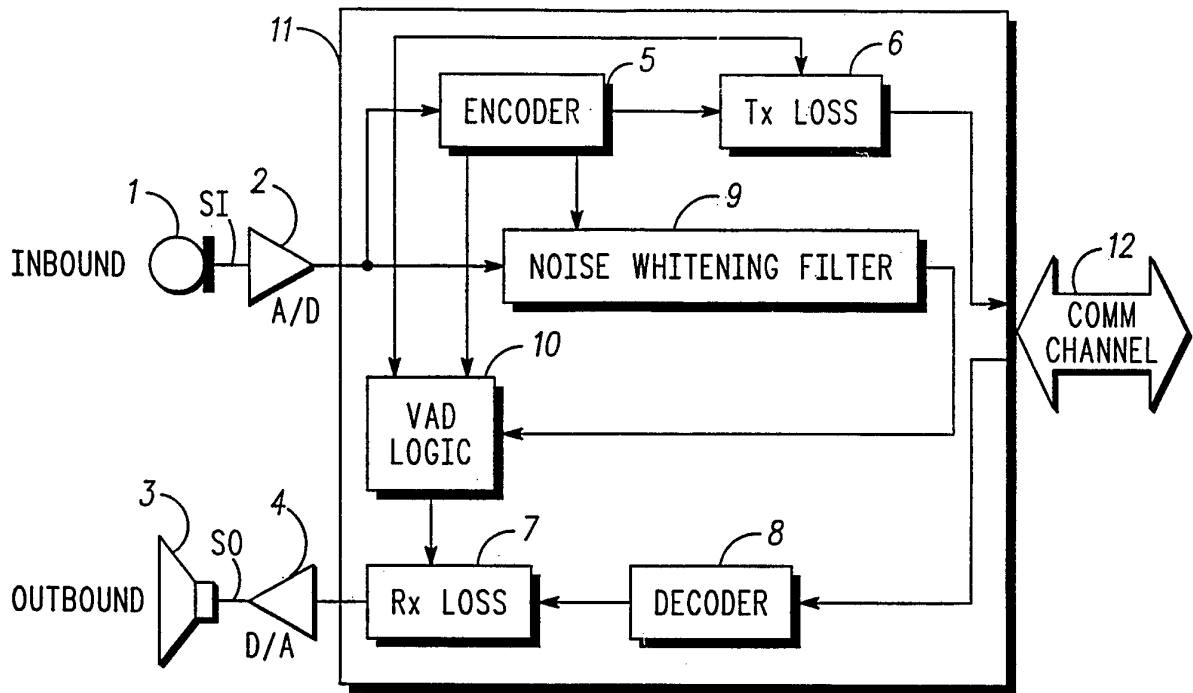 11
6
5
ENCODER
Tx LOSS
1
SI
2
9
INBOUND
NOISE WHITENING FILTER
12
A/D
COMM
CHANNEL
10
VAD
LOGIC
3
SO
4
7
8
OUTBOUND
Rx LOSS
DECODER
D/A